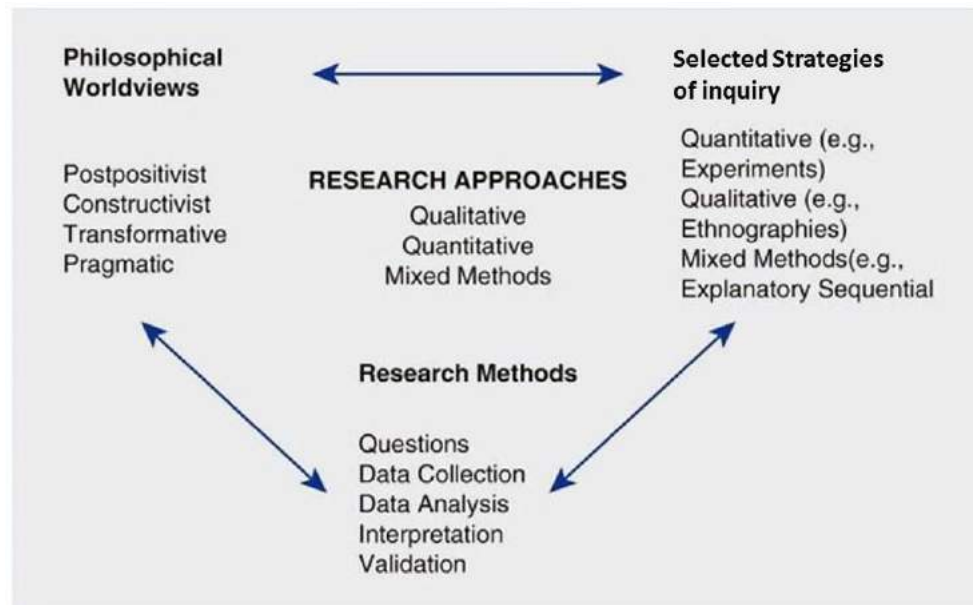 Philosophical
Worldviews
Selected Strategies
of inquiry
Postpositivist
Constructivist
Transformative
Pragmatic
RESEARCH APPROACHES
Qualitative
Quantitative
Mixed Methods
Quantitative (e.g.,
Experiments)
Qualitative (e.g.,
Ethnographies)
Mixed Methods(e.g.,
Explanatory Sequential
Research Methods
Questions
Data Collection
Data Analysis
Interpretation
Validation